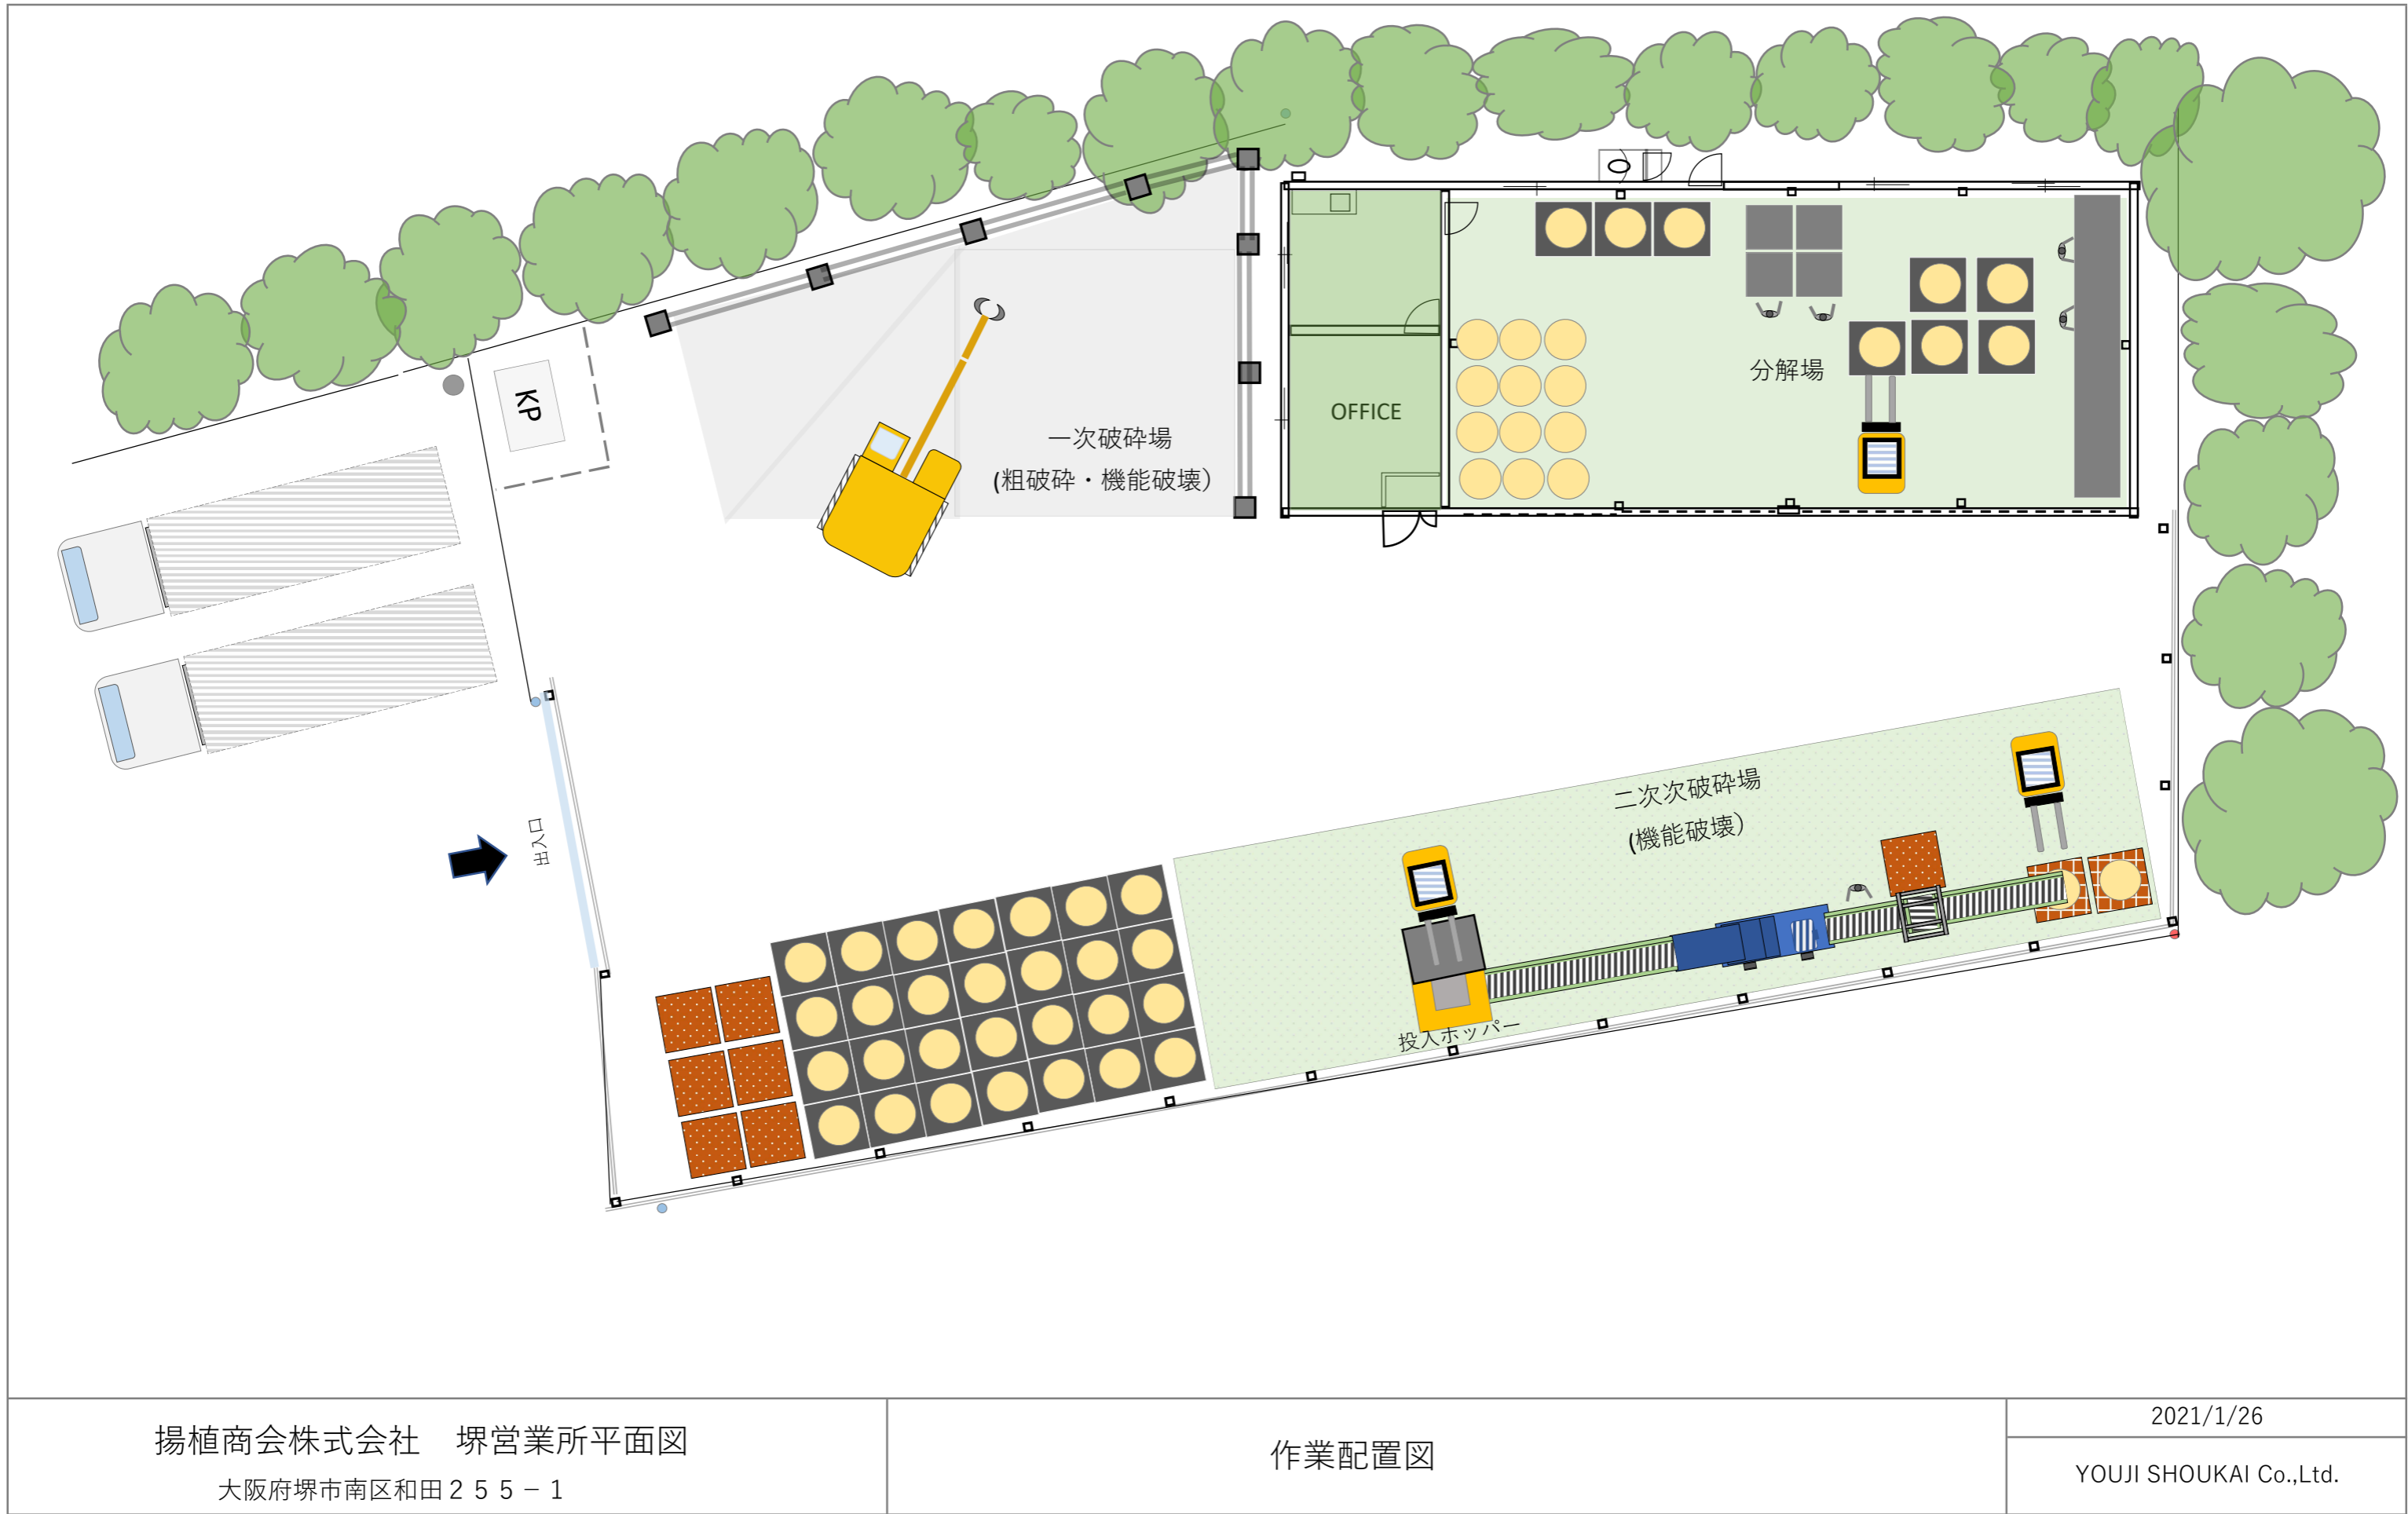 KP
OFFICE
分解場
一次破砕場
(粗破砕・機能破壊)
二次次破砕場
(機能破壊)
出入口
投入ホッパー
揚植商会株式会社　堺営業所平面図
大阪府堺市南区和田２５５－１
作業配置図
2021/1/26
YOUJI SHOUKAI Co.,Ltd.